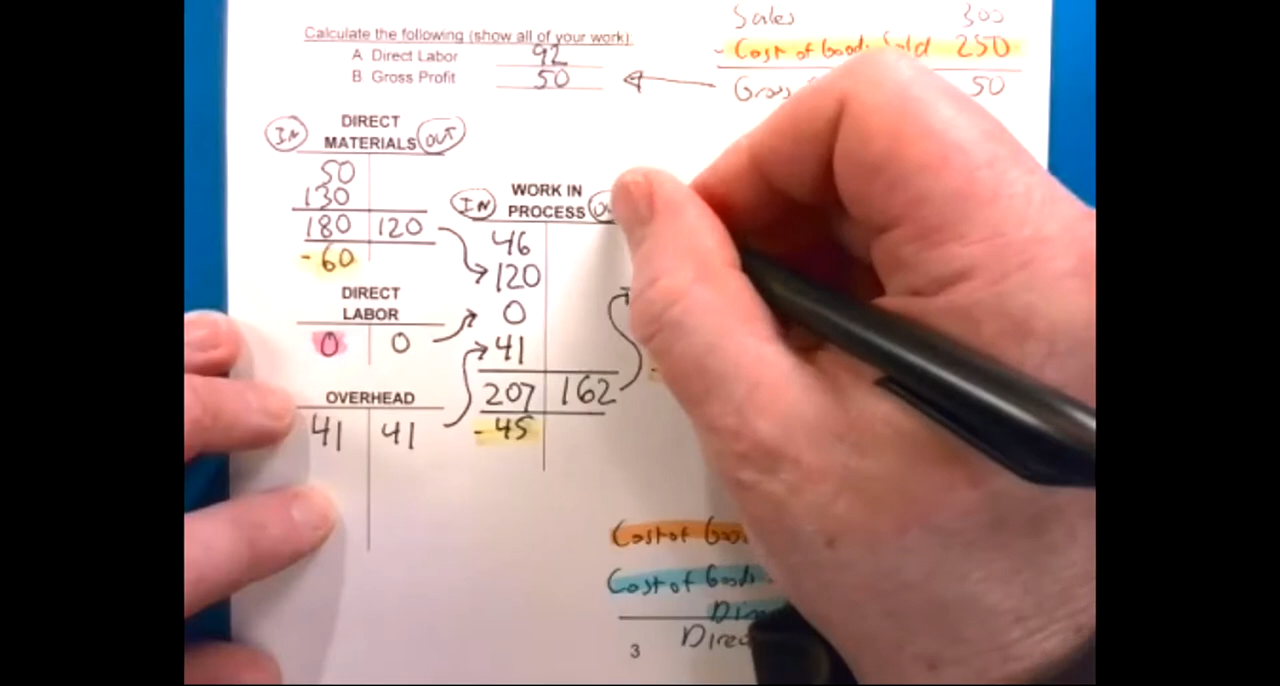 Sales 300
Calculate the following (show all of your work)
- Cost of Goods Sold 250
A Direct Labor 92
B Gross Profit 50
Gross 50
DIRECT
IN MATERIALS OUT
50
130
180 120
- 60
WORK IN
IN PROCESS
46
120
0
41
207 162
- 45
DIRECT
LABOR
0 0
OVERHEAD
41 41
Cost of
Cost of Goods
3